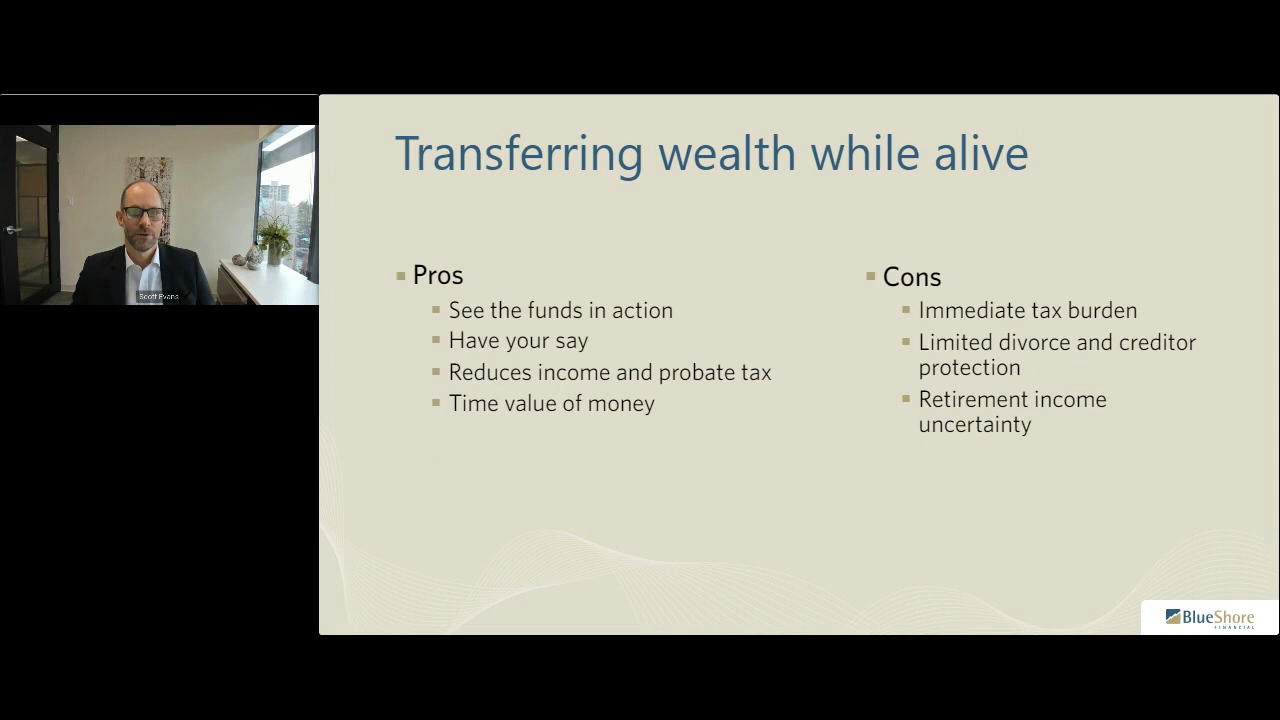 Transferring wealth while alive
Pros
See the funds in action
Have your say
Reduces income and probate tax
Time value of money
Cons
Immediate tax burden
Limited divorce and creditor
protection
Retirement income
uncertainty
Scott Evans
BlueShore
FINANCIAL